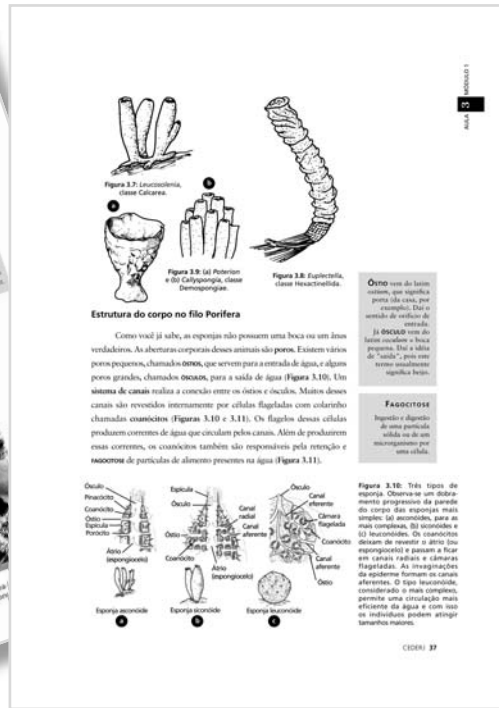 AULA 3 MÓDULO 1
Figura 3.7: Leucosolenia,
classe Calcarea.
b
a
Figura 3.9: (a) Poterion
e (b) Callyspongia, classe
Demospongiae.
Figura 3.8: Euplectella,
classe Hexactinellida.
Estrutura do corpo no filo Porifera
Como você já sabe, as esponjas não possuem uma boca ou um ânus
verdadeiros. As aberturas corporais desses animais são poros. Existem vários
poros pequenos, chamados ÓSTIOS, que servem para a entrada de água, e alguns
poros grandes, chamados ÓSCULOS, para a saída de água (Figura 3.10). Um
sistema de canais realiza a conexão entre os óstios e ósculos. Muitos desses
canais são revestidos internamente por células flageladas com colarinho
chamadas coanócitos (Figuras 3.10 e 3.11). Os flagelos dessas células
produzem correntes de água que circulam pelos canais. Além de produzirem
essas correntes, os coanócitos também são responsáveis pela retenção e
FAGOCITOSE de partículas de alimento presentes na água (Figura 3.11).
ÓSTIO vem do latim
ostium, que significa
porta (da casa, por
exemplo). Daí o
sentido de orifício de
entrada.
Já ÓSCULO vem do
latim osculum e boca
pequena. Daí a idéia
de "saída", pois este
termo usualmente
significa beijo.
FAGOCITOSE
Ingestão e digestão
de uma partícula
sólida ou de um
microrganismo por
uma célula.
Ósculo
Pinacócito
Coanócito
Óstio
Espícula
Porócito
Átrio
(espongiocelo)
Esponja asconóide
a
Espícula
Ósculo
Canal
radial
Óstio
Canal
aferente
Átrio
(espongiocelo)
Coanócito
Esponja siconóide
b
Ósculo
Canal
eferente
Câmara
flagelada
Coanócito
Canal
aferente
Óstio
Esponja leuconóide
c
Figura 3.10: Três tipos de
esponja. Observa-se um dobra-
mento progressivo da parede
do corpo das esponjas mais
simples: (a) asconóides, para as
mais complexas, (b) siconóides e
(c) leuconóides. Os coanócitos
deixam de revestir o átrio (ou
espongiocelo) e passam a ficar
em canais radiais e câmaras
flageladas. As invaginações
da epiderme formam os canais
aferentes. O tipo leuconóide,
considerado o mais complexo,
permite uma circulação mais
eficiente da água e com isso
os indivíduos podem atingir
tamanhos maiores.
CEDERJ 37